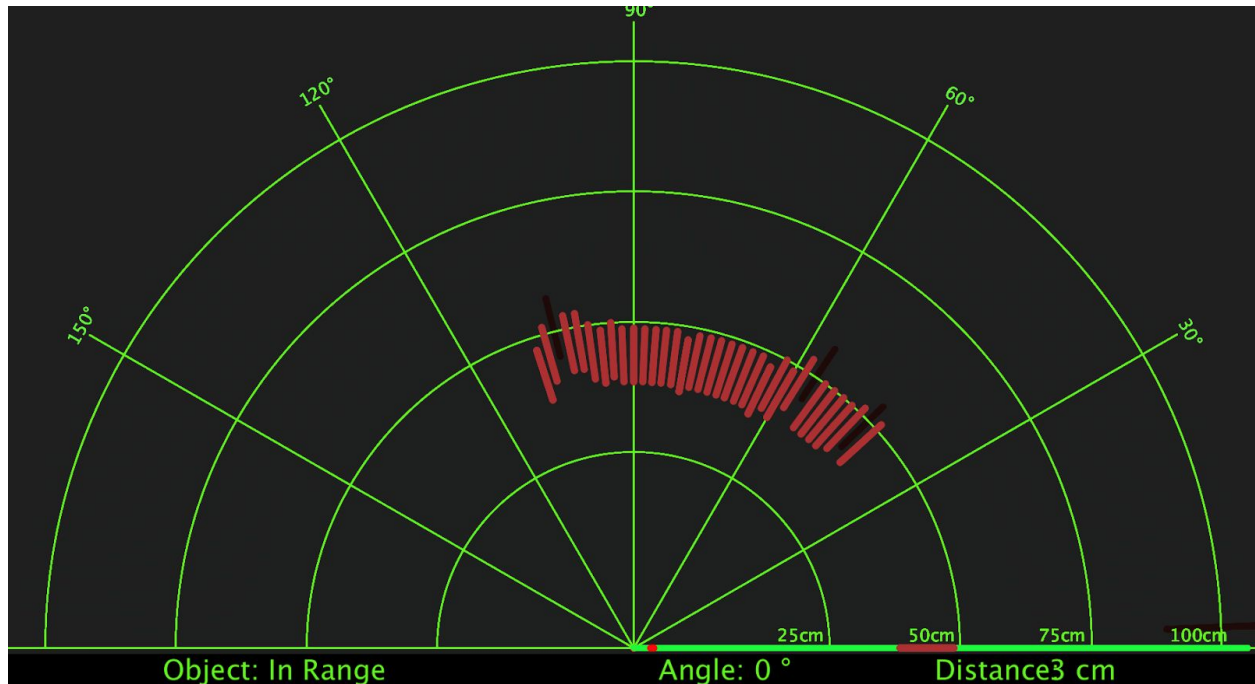 90°
120°
60°
150°
30°
25cm
50cm
75cm
100cm
Object: In Range
Angle: 0 °
Distance3 cm